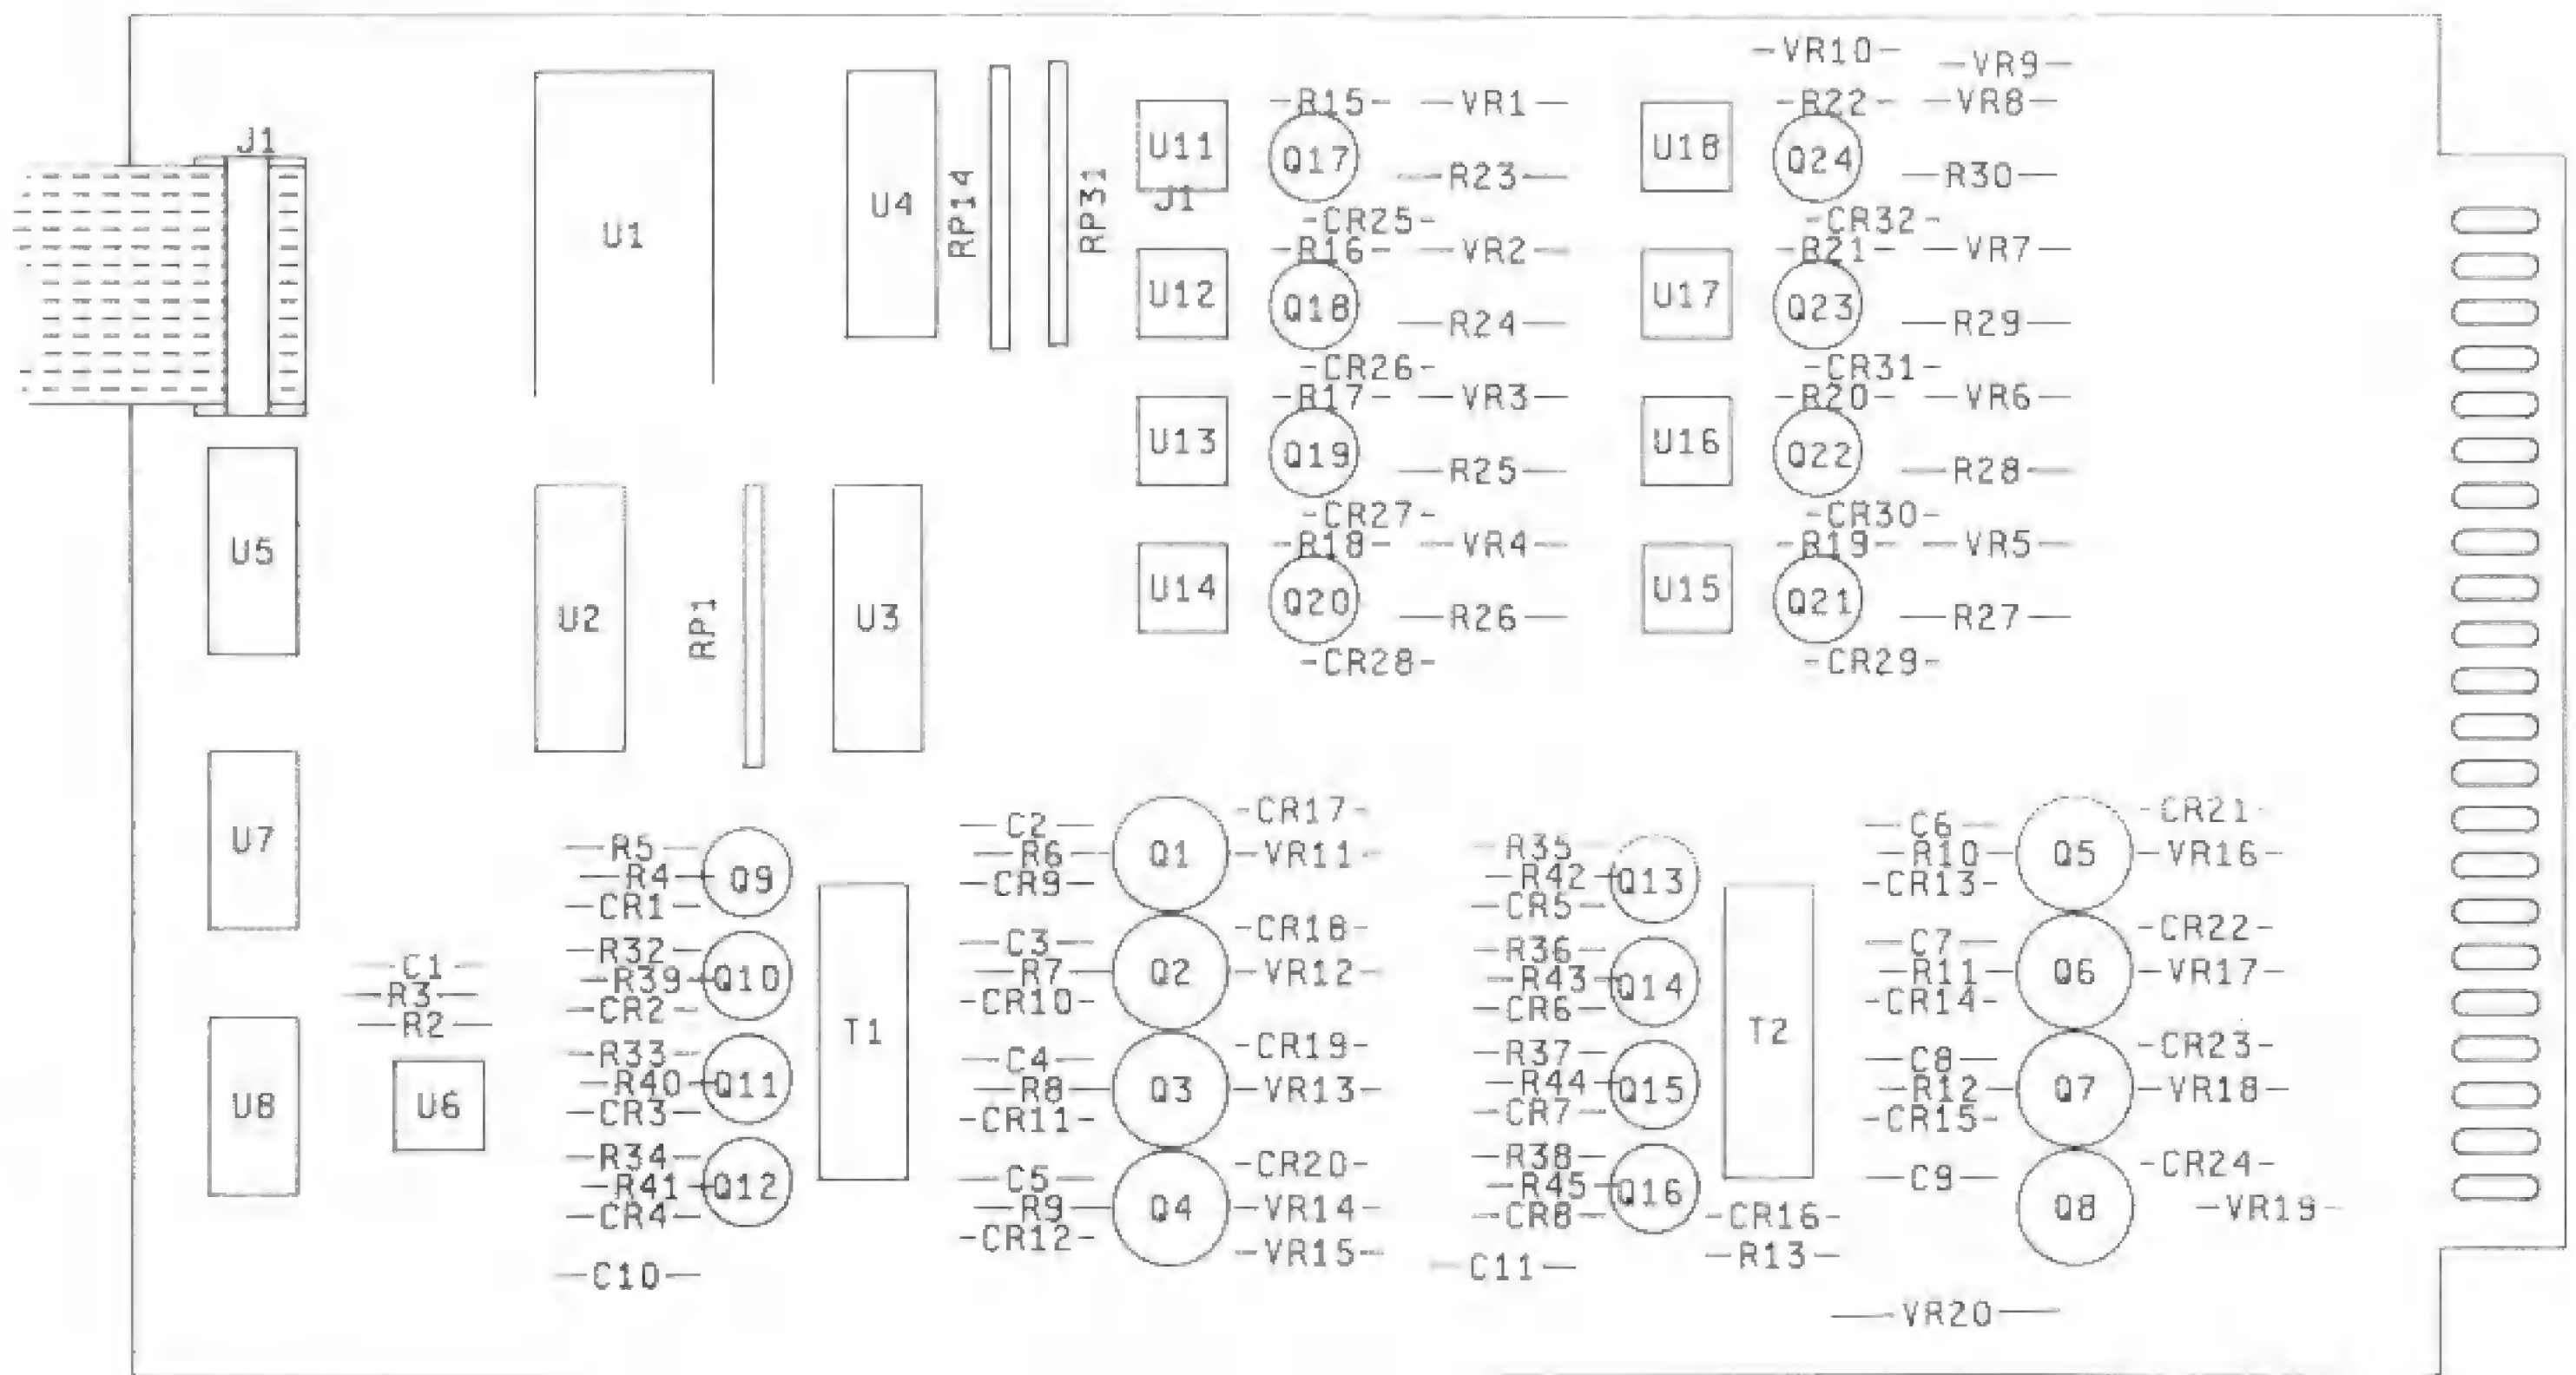 -VR10-
-VR9-
-R15- -VR1- -R22- -VR8-
J1
U11 Q17 U18 Q24
-R23- -R30-
J1
U4 RP14 RP31
-CR25- -CR32-
U1
-R16- -VR2- -R21- -VR7-
U12 Q18 U17 Q23
-R24- -R29-
-CR26- -CR31-
-R17- -VR3- -R20- -VR6-
U13 Q19 U16 Q22
-R25- -R28-
-CR27- -CR30-
-R18- -VR4- -R19- -VR5-
U5
U14 Q20 U15 Q21
U2 RP1 U3 -R26- -R27-
-CR28- -CR29-
-CR17- -CR21-
-C2- -C6-
U7
-R5- -R6- Q1 -VR11- -R35- -R10- Q5 -VR16-
-R4- Q9 -CR9- -R42- Q13 -CR13-
-CR1- -CR5-
-CR18- -CR22-
-R32- -C3- -R36- -C7-
-C1- -R7- Q2 -VR12- -R11- Q6 -VR17-
-R39- Q10 -R43- Q14
-R3- -CR10- -CR14-
-CR2- -CR6-
-R2- T1 T2
-R33- -CR19- -R37- -CR23-
-C4- -C8-
-R40- Q11 -R8- Q3 -VR13- -R44- Q15 -R12- Q7 -VR18-
U8 U6
-CR3- -CR11- -CR7- -CR15-
-R34- -CR20- -R38- -CR24-
-C5- -C9-
-R41- Q12 -R45- Q16
-R9- Q4 -VR14- Q8 -VR19-
-CR4- -CR8- -CR16-
-CR12- -VR15- -R13-
-C10- -C11-
-VR20-